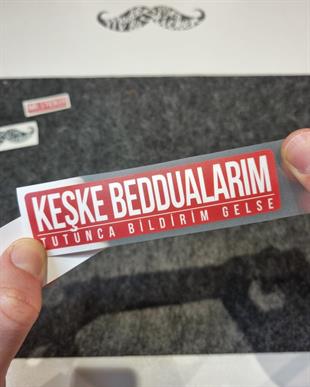 KEŞKE BEDDUALARIM
TUTUNCA BİLDİRİM GELSE